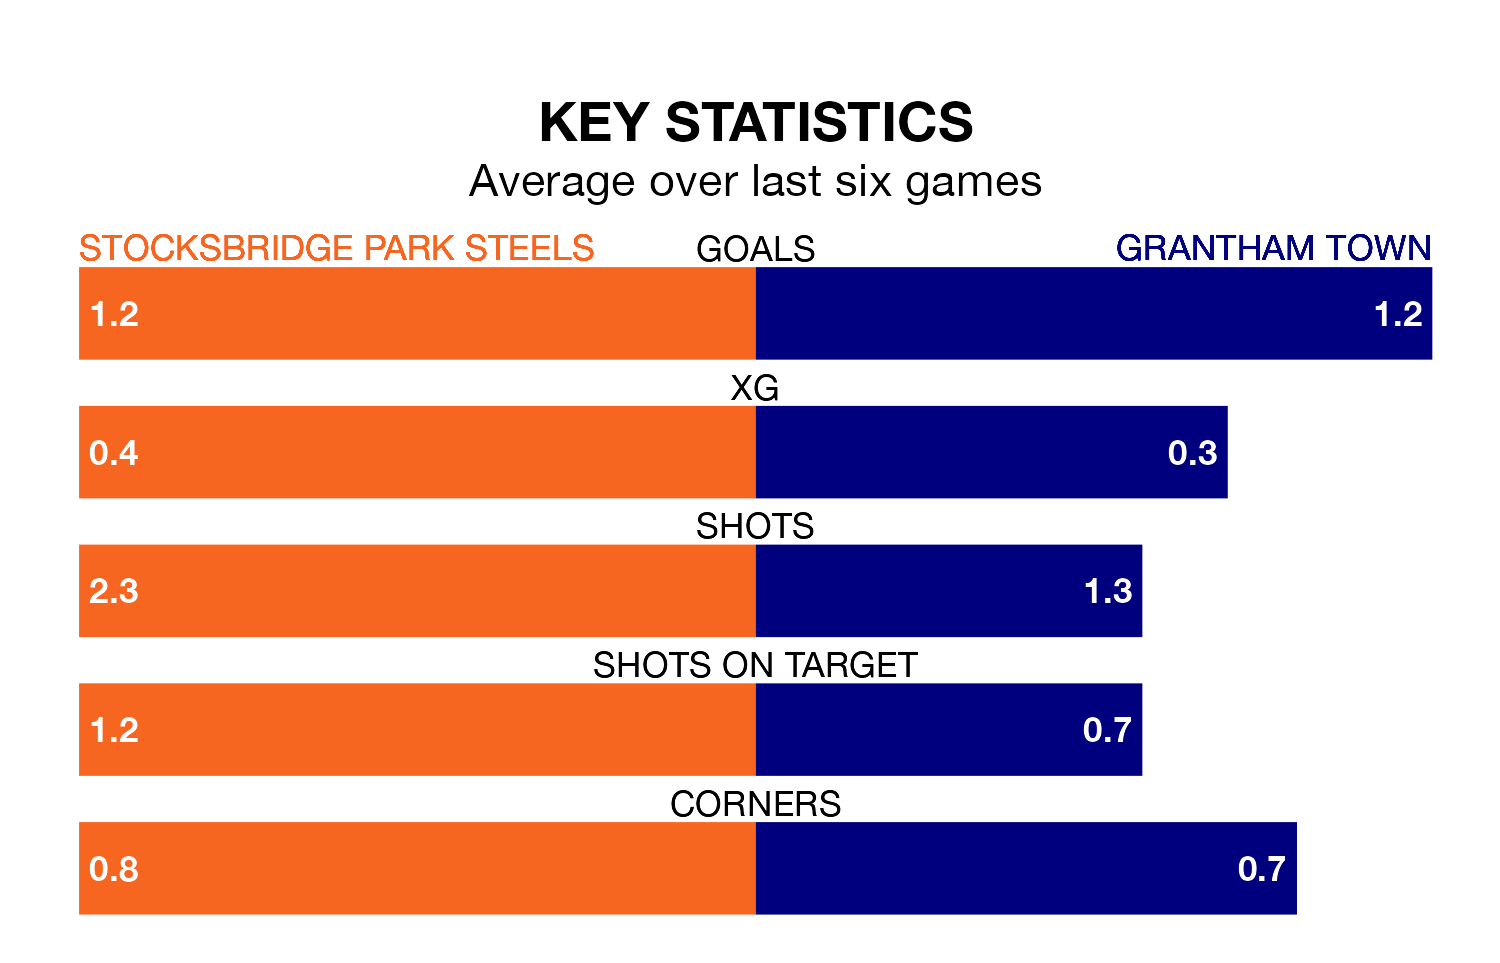 KEY STATISTICS
Average over last six games
STOCKSBRIDGE PARK STEELS GOALS GRANTHAM TOWN
1.2 1.2
XG
0.4 0.3
SHOTS
2.3 1.3
SHOTS ON TARGET
1.2 0.7
CORNERS
0.8 0.7